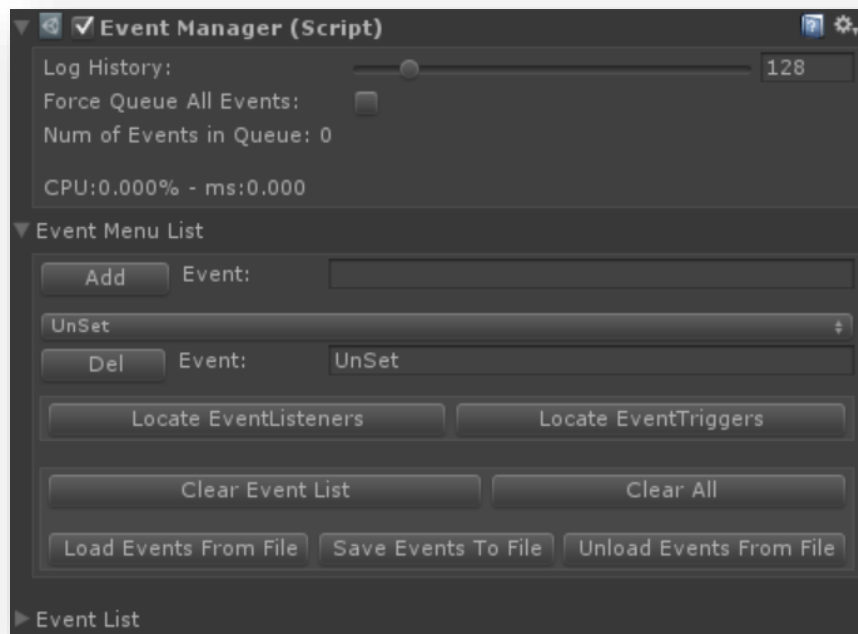 Event Manager (Script)
Log History: 128
Force Queue All Events:
Num of Events in Queue: 0
CPU:0.000% - ms:0.000
Event Menu List
Add Event:
UnSet
Del Event: UnSet
Locate EventListeners Locate EventTriggers
Clear Event List Clear All
Load Events From File Save Events To File Unload Events From File
Event List